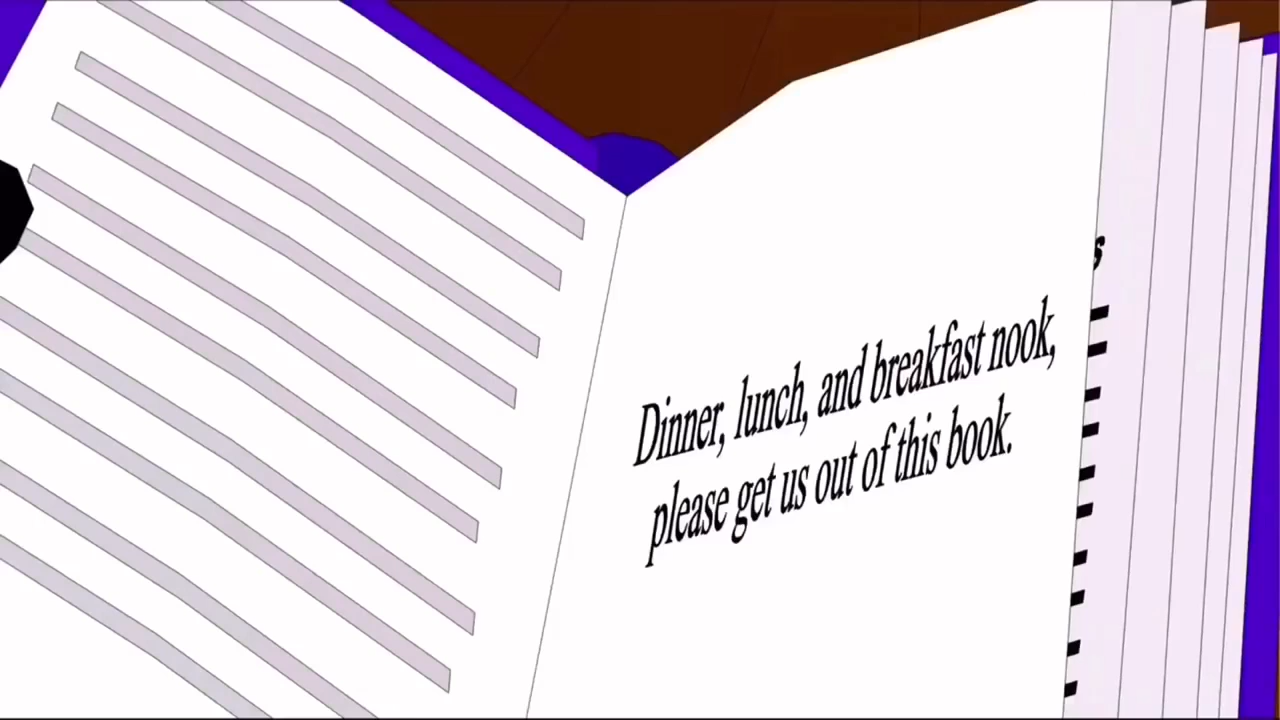 Dinner, lunch, and breakfast nook,
please get us out of this book.
s